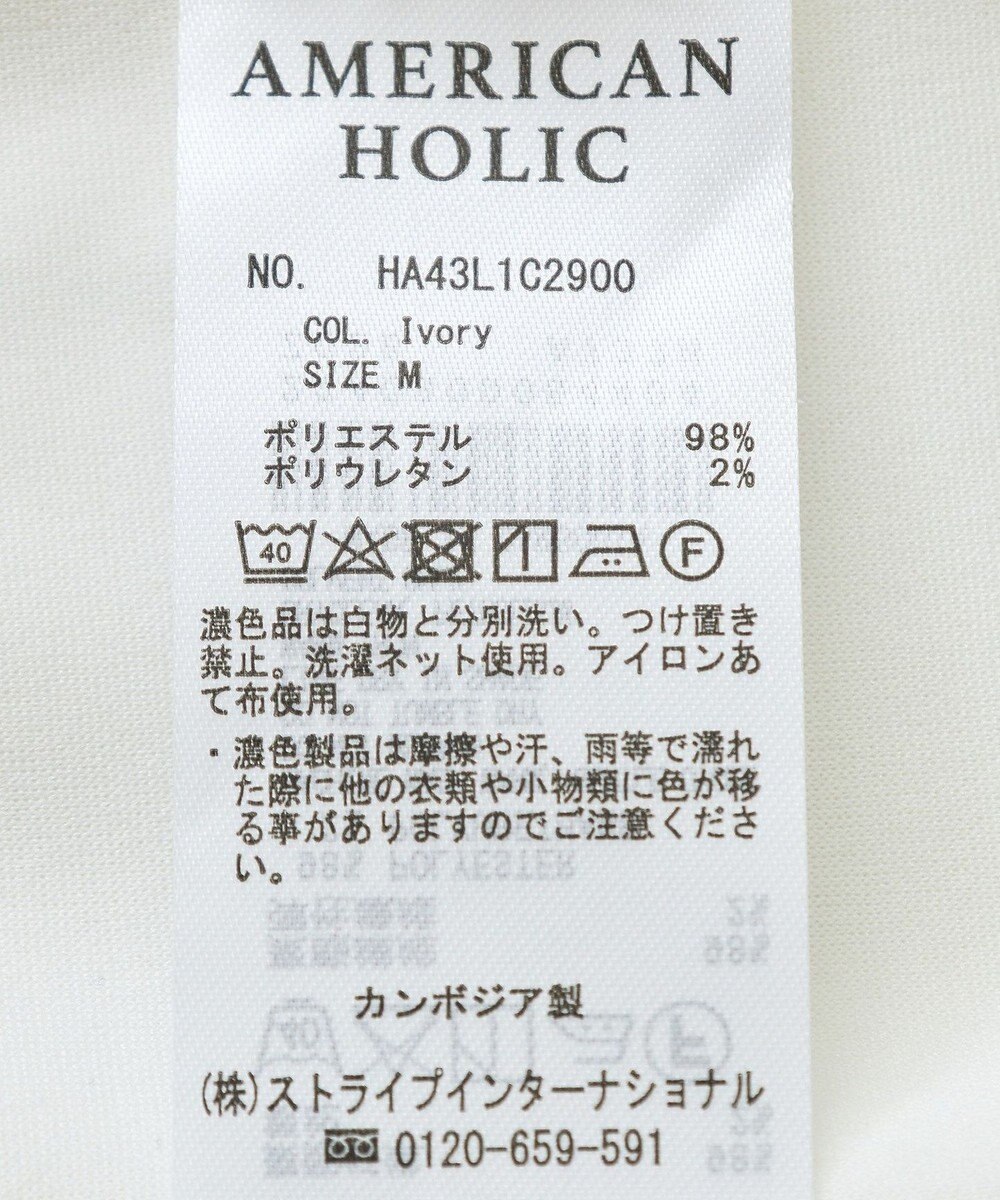 AMERICAN
HOLIC
NO. HA43L1C2900
COL. Ivory
SIZE M
ポリエステル 98%
ポリウレタン 2%
40 F
濃色品は白物と分別洗い。つけ置き
禁止。洗濯ネット使用。アイロンあ
て布使用。
・濃色製品は摩擦や汗、雨等で濡れ
た際に他の衣類や小物類に色が移
る事がありますのでご注意くださ
い。
カンボジア製
(株)ストライプインターナショナル
0120-659-591